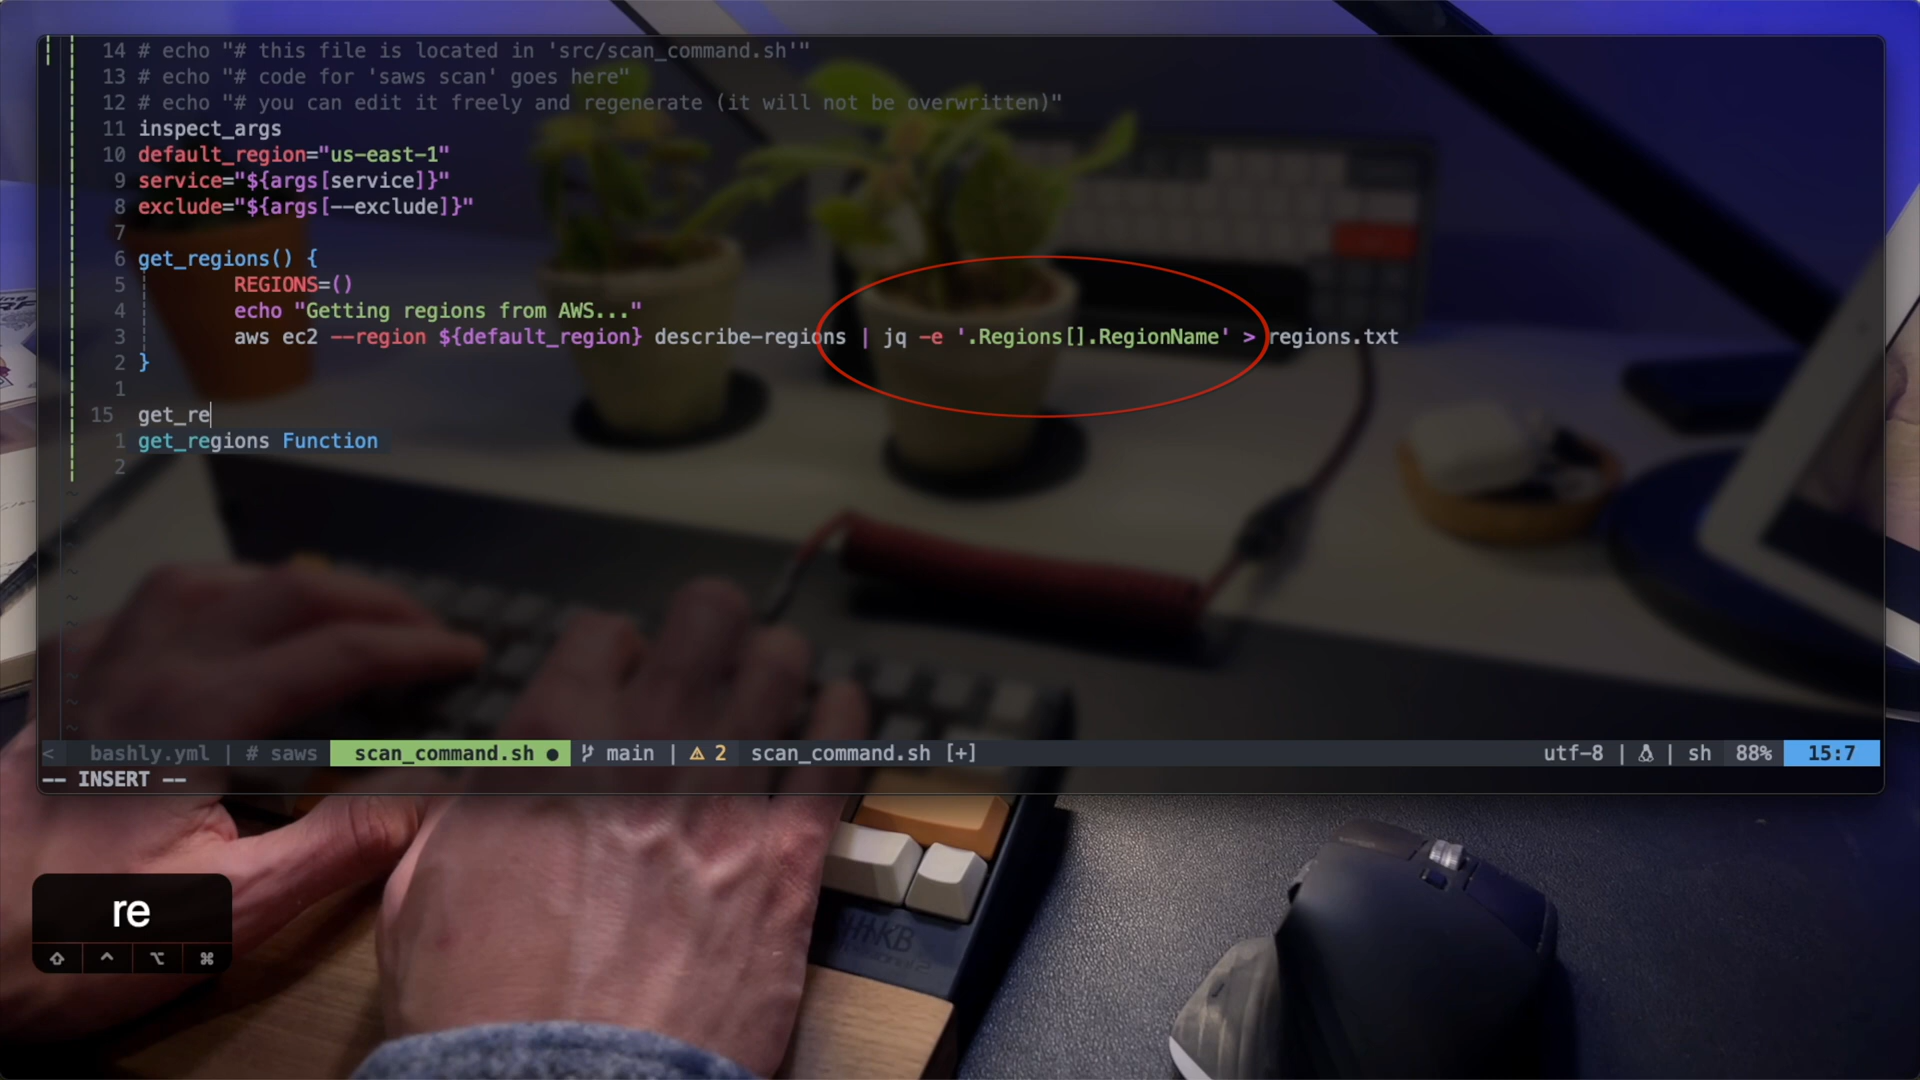 14 # echo "# this file is located in 'src/scan_command.sh'"
13 # echo "# code for 'saws scan' goes here"
12 # echo "# you can edit it freely and regenerate (it will not be overwritten)"
11 inspect_args
10 default_region="us-east-1"
9 service="${args[service]}"
8 exclude="${args[--exclude]}"
7
6 get_regions() {
5 REGIONS=()
4 echo "Getting regions from AWS..."
3 aws ec2 --region ${default_region} describe-regions | jq -e '.Regions[].RegionName' > regions.txt
2 }
1
15 get_re
1 get_regions Function
2
~
~
~
~
~
~
~
~
~
~
< bashly.yml | # saws scan_command.sh ● main | ⚠ 2 scan_command.sh [+] utf-8 | | sh 88% 15:7
-- INSERT --
re
⇧ ^ ⌥ ⌘
HHKB